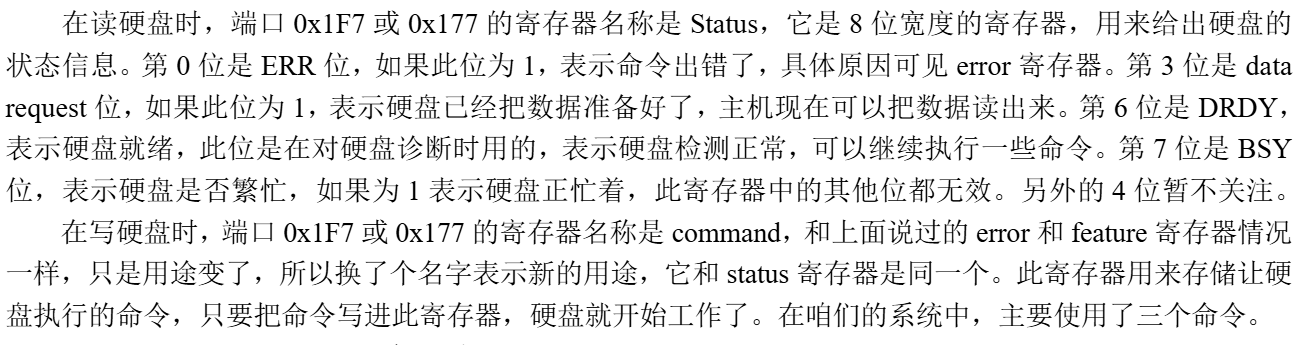 在读硬盘时，端口 0x1F7 或 0x177 的寄存器名称是 Status，它是 8 位宽度的寄存器，用来给出硬盘的
状态信息。第 0 位是 ERR 位，如果此位为 1，表示命令出错了，具体原因可见 error 寄存器。第 3 位是 data
request 位，如果此位为 1，表示硬盘已经把数据准备好了，主机现在可以把数据读出来。第 6 位是 DRDY，
表示硬盘就绪，此位是在对硬盘诊断时用的，表示硬盘检测正常，可以继续执行一些命令。第 7 位是 BSY
位，表示硬盘是否繁忙，如果为 1 表示硬盘正忙着，此寄存器中的其他位都无效。另外的 4 位暂不关注。
在写硬盘时，端口 0x1F7 或 0x177 的寄存器名称是 command，和上面说过的 error 和 feature 寄存器情况
一样，只是用途变了，所以换了个名字表示新的用途，它和 status 寄存器是同一个。此寄存器用来存储让硬
盘执行的命令，只要把命令写进此寄存器，硬盘就开始工作了。在咱们的系统中，主要使用了三个命令。